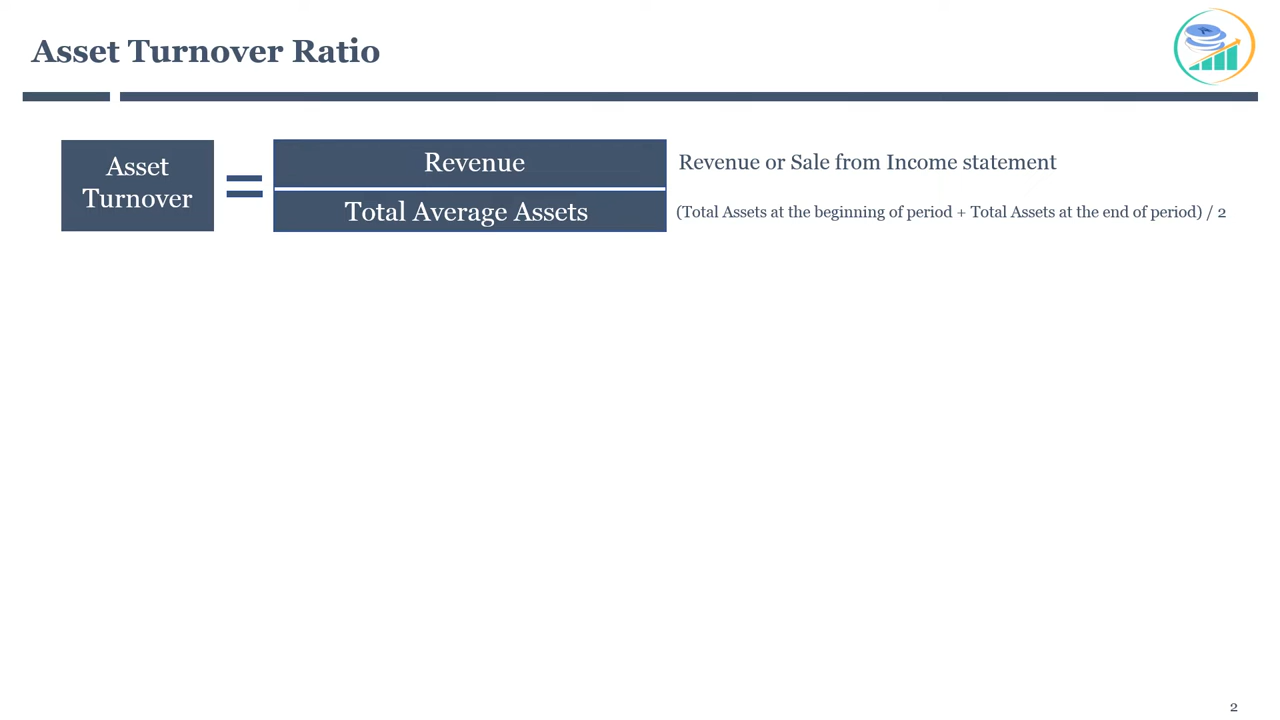 Asset Turnover Ratio
Asset
Turnover
=
Revenue
Total Average Assets
Revenue or Sale from Income statement
(Total Assets at the beginning of period + Total Assets at the end of period) / 2
2